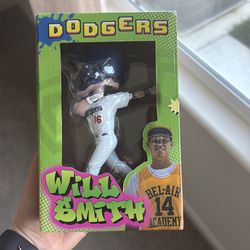 DODGERS
16
WILL
SMITH
BEL-AIR
14
ACADEMY